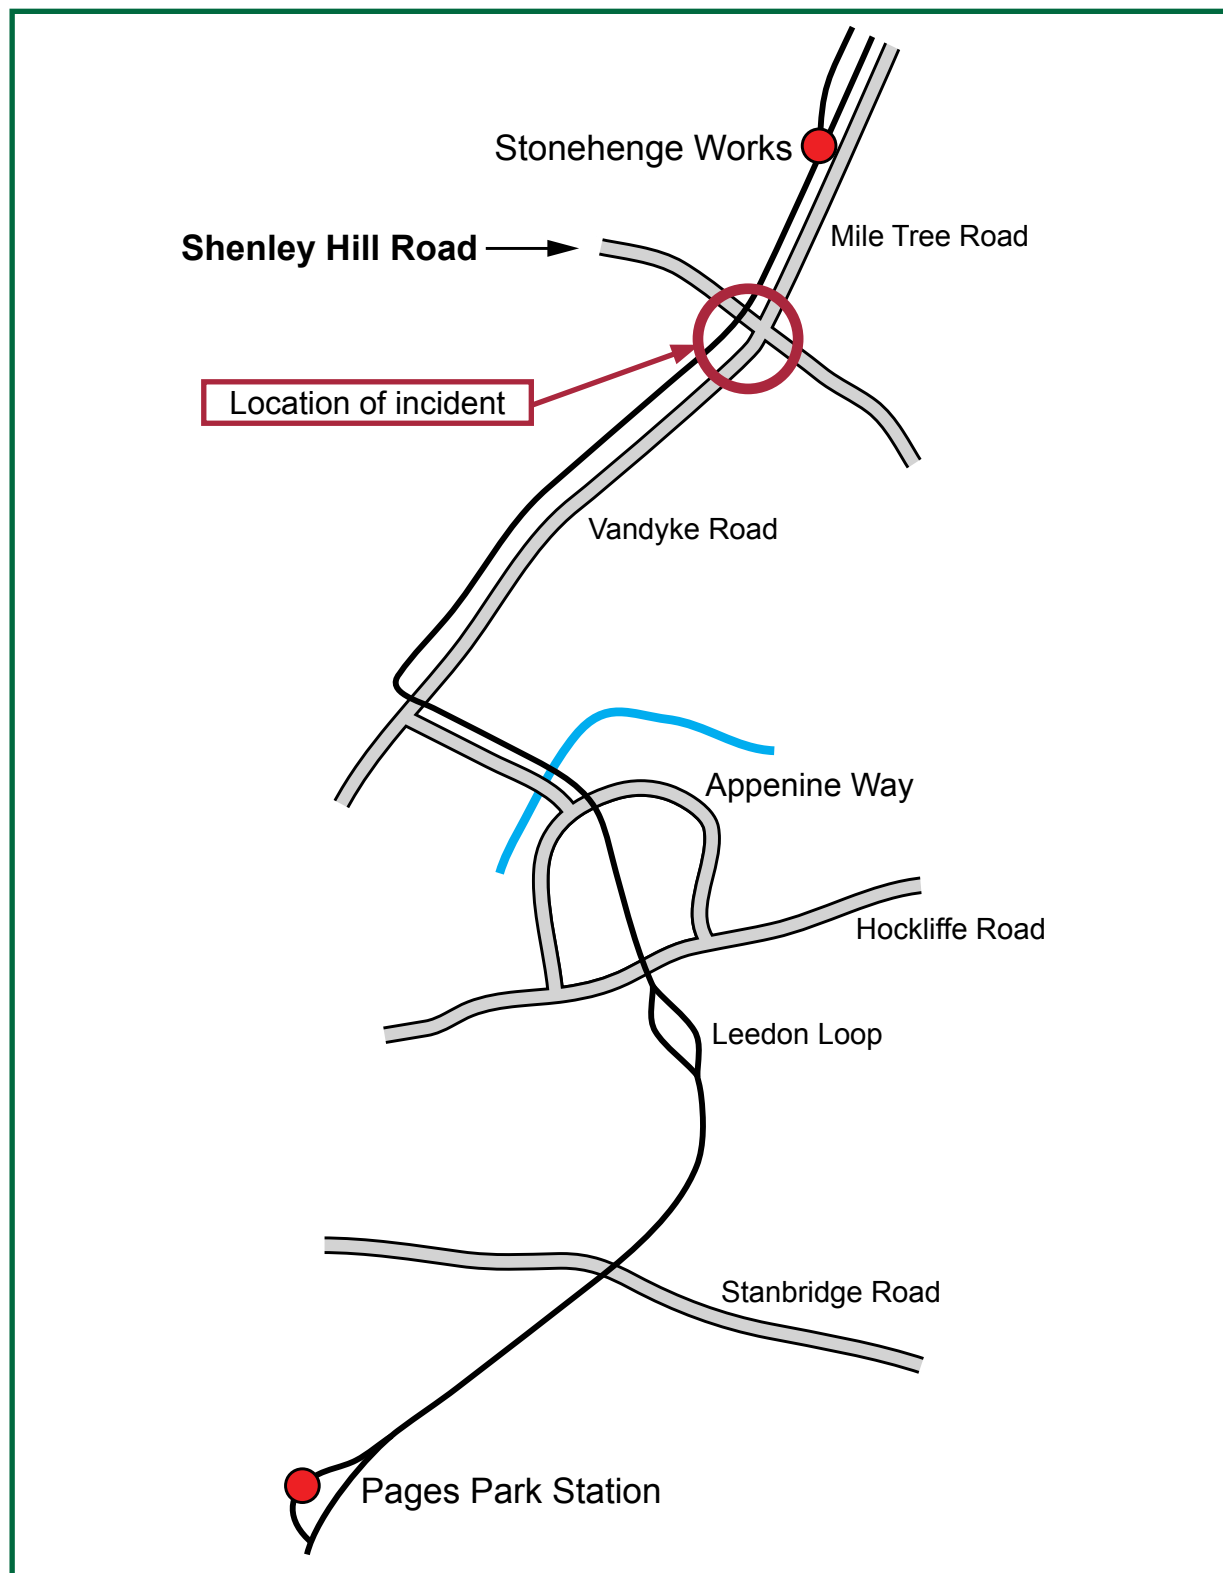 Stonehenge Works
Mile Tree Road
Shenley Hill Road
Location of incident
Vandyke Road
Appenine Way
Hockliffe Road
Leedon Loop
Stanbridge Road
Pages Park Station